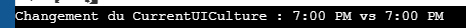 Changement du CurrentUICulture : 7:00 PM vs 7:00 PM